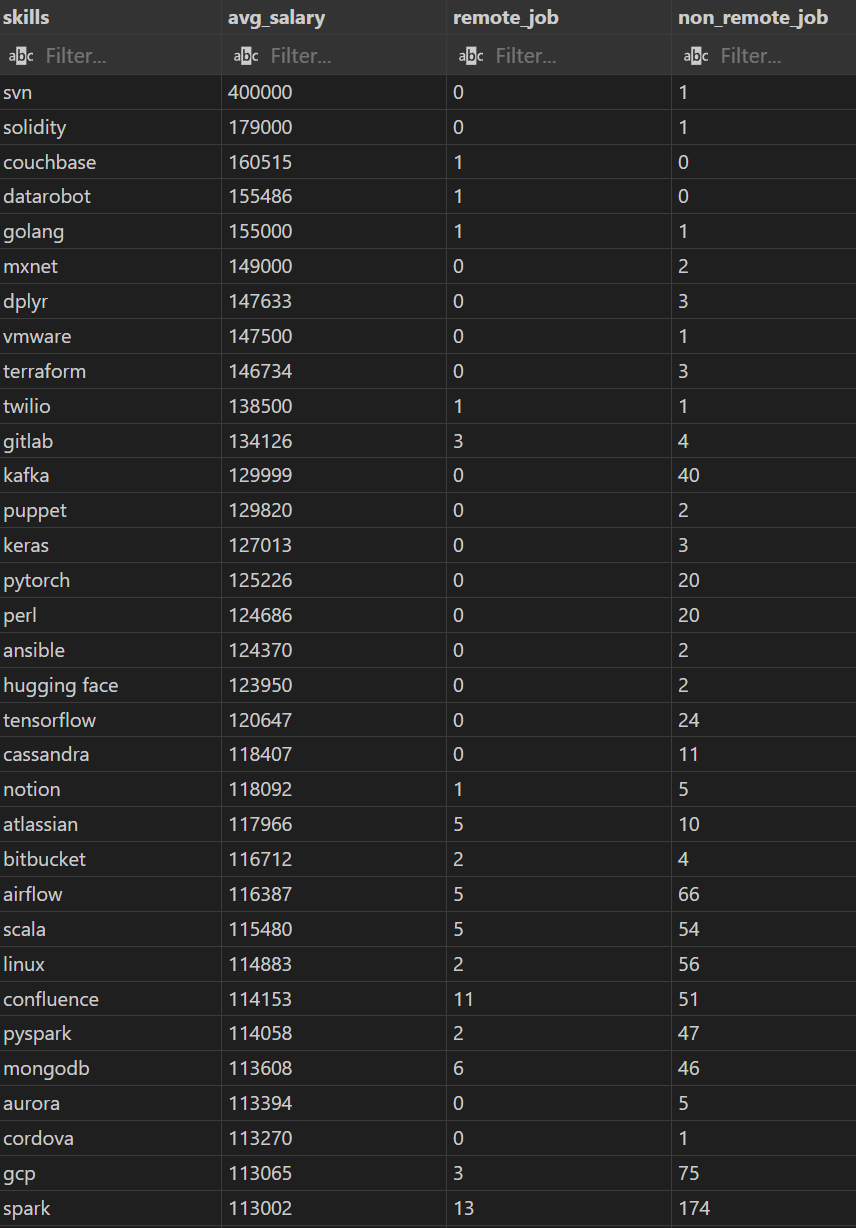 skills avg_salary remote_job non_remote_job
abc Filter... abc Filter... abc Filter... abc Filter...
svn 400000 0 1
solidity 179000 0 1
couchbase 160515 1 0
datarobot 155486 1 0
golang 155000 1 1
mxnet 149000 0 2
dplyr 147633 0 3
vmware 147500 0 1
terraform 146734 0 3
twilio 138500 1 1
gitlab 134126 3 4
kafka 129999 0 40
puppet 129820 0 2
keras 127013 0 3
pytorch 125226 0 20
perl 124686 0 20
ansible 124370 0 2
hugging face 123950 0 2
tensorflow 120647 0 24
cassandra 118407 0 11
notion 118092 1 5
atlassian 117966 5 10
bitbucket 116712 2 4
airflow 116387 5 66
scala 115480 5 54
linux 114883 2 56
confluence 114153 11 51
pyspark 114058 2 47
mongodb 113608 6 46
aurora 113394 0 5
cordova 113270 0 1
gcp 113065 3 75
spark 113002 13 174